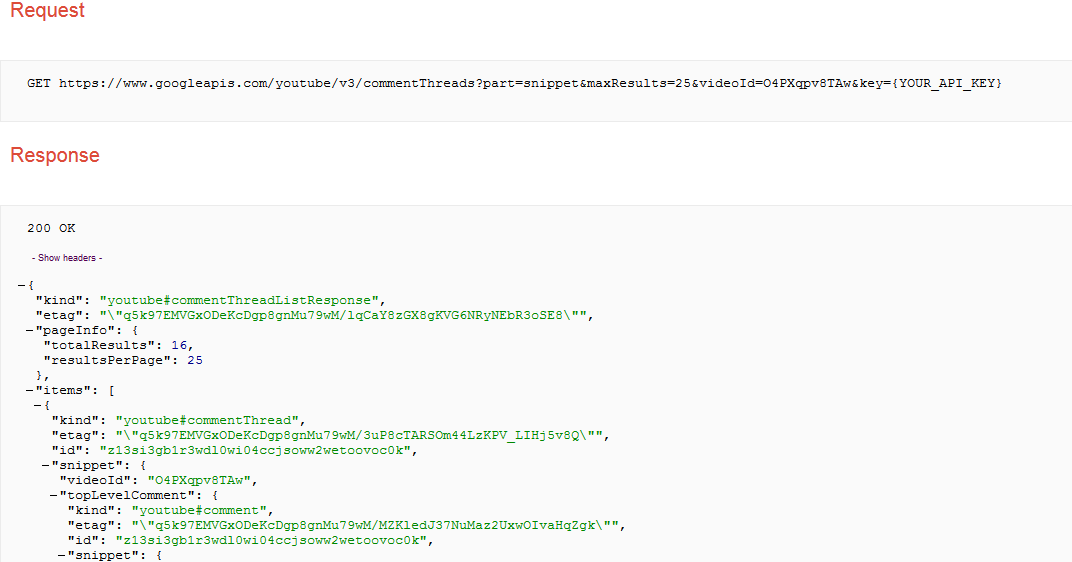 Request
GET https://www.googleapis.com/youtube/v3/commentThreads?part=snippet&maxResults=25&videoId=O4PXqpv8TAw&key={YOUR_API_KEY}
Response
200 OK
- Show headers -
−{
"kind": "youtube#commentThreadListResponse",
"etag": "\"q5k97EMVGxODeKcDgp8gnMu79wM/lqCaY8zGX8gKVG6NRyNEbR3oSE8\"",
−"pageInfo": {
"totalResults": 16,
"resultsPerPage": 25
},
−"items": [
−{
"kind": "youtube#commentThread",
"etag": "\"q5k97EMVGxODeKcDgp8gnMu79wM/3uP8cTARSOm44LzKPV_LIHj5v8Q\"",
"id": "z13si3gb1r3wdl0wi04ccjsoww2wetoovoc0k",
−"snippet": {
"videoId": "O4PXqpv8TAw",
−"topLevelComment": {
"kind": "youtube#comment",
"etag": "\"q5k97EMVGxODeKcDgp8gnMu79wM/MZKledJ37NuMaz2UxwOIvaHqZgk\"",
"id": "z13si3gb1r3wdl0wi04ccjsoww2wetoovoc0k",
−"snippet": {